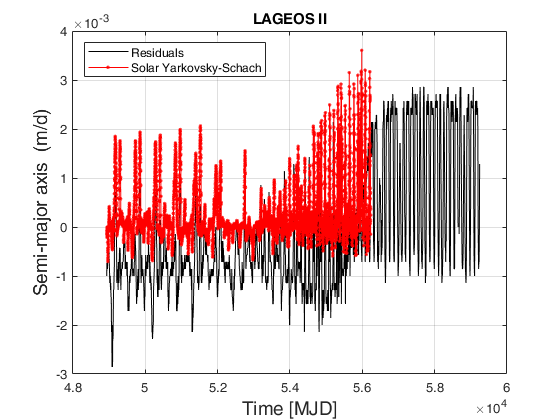 LAGEOS II
×10⁻³
Residuals
Solar Yarkovsky-Schach
4
3
2
1
0
-1
-2
-3
Semi-major axis (m/d)
4.8 5 5.2 5.4 5.6 5.8 6
Time [MJD]
×10⁴